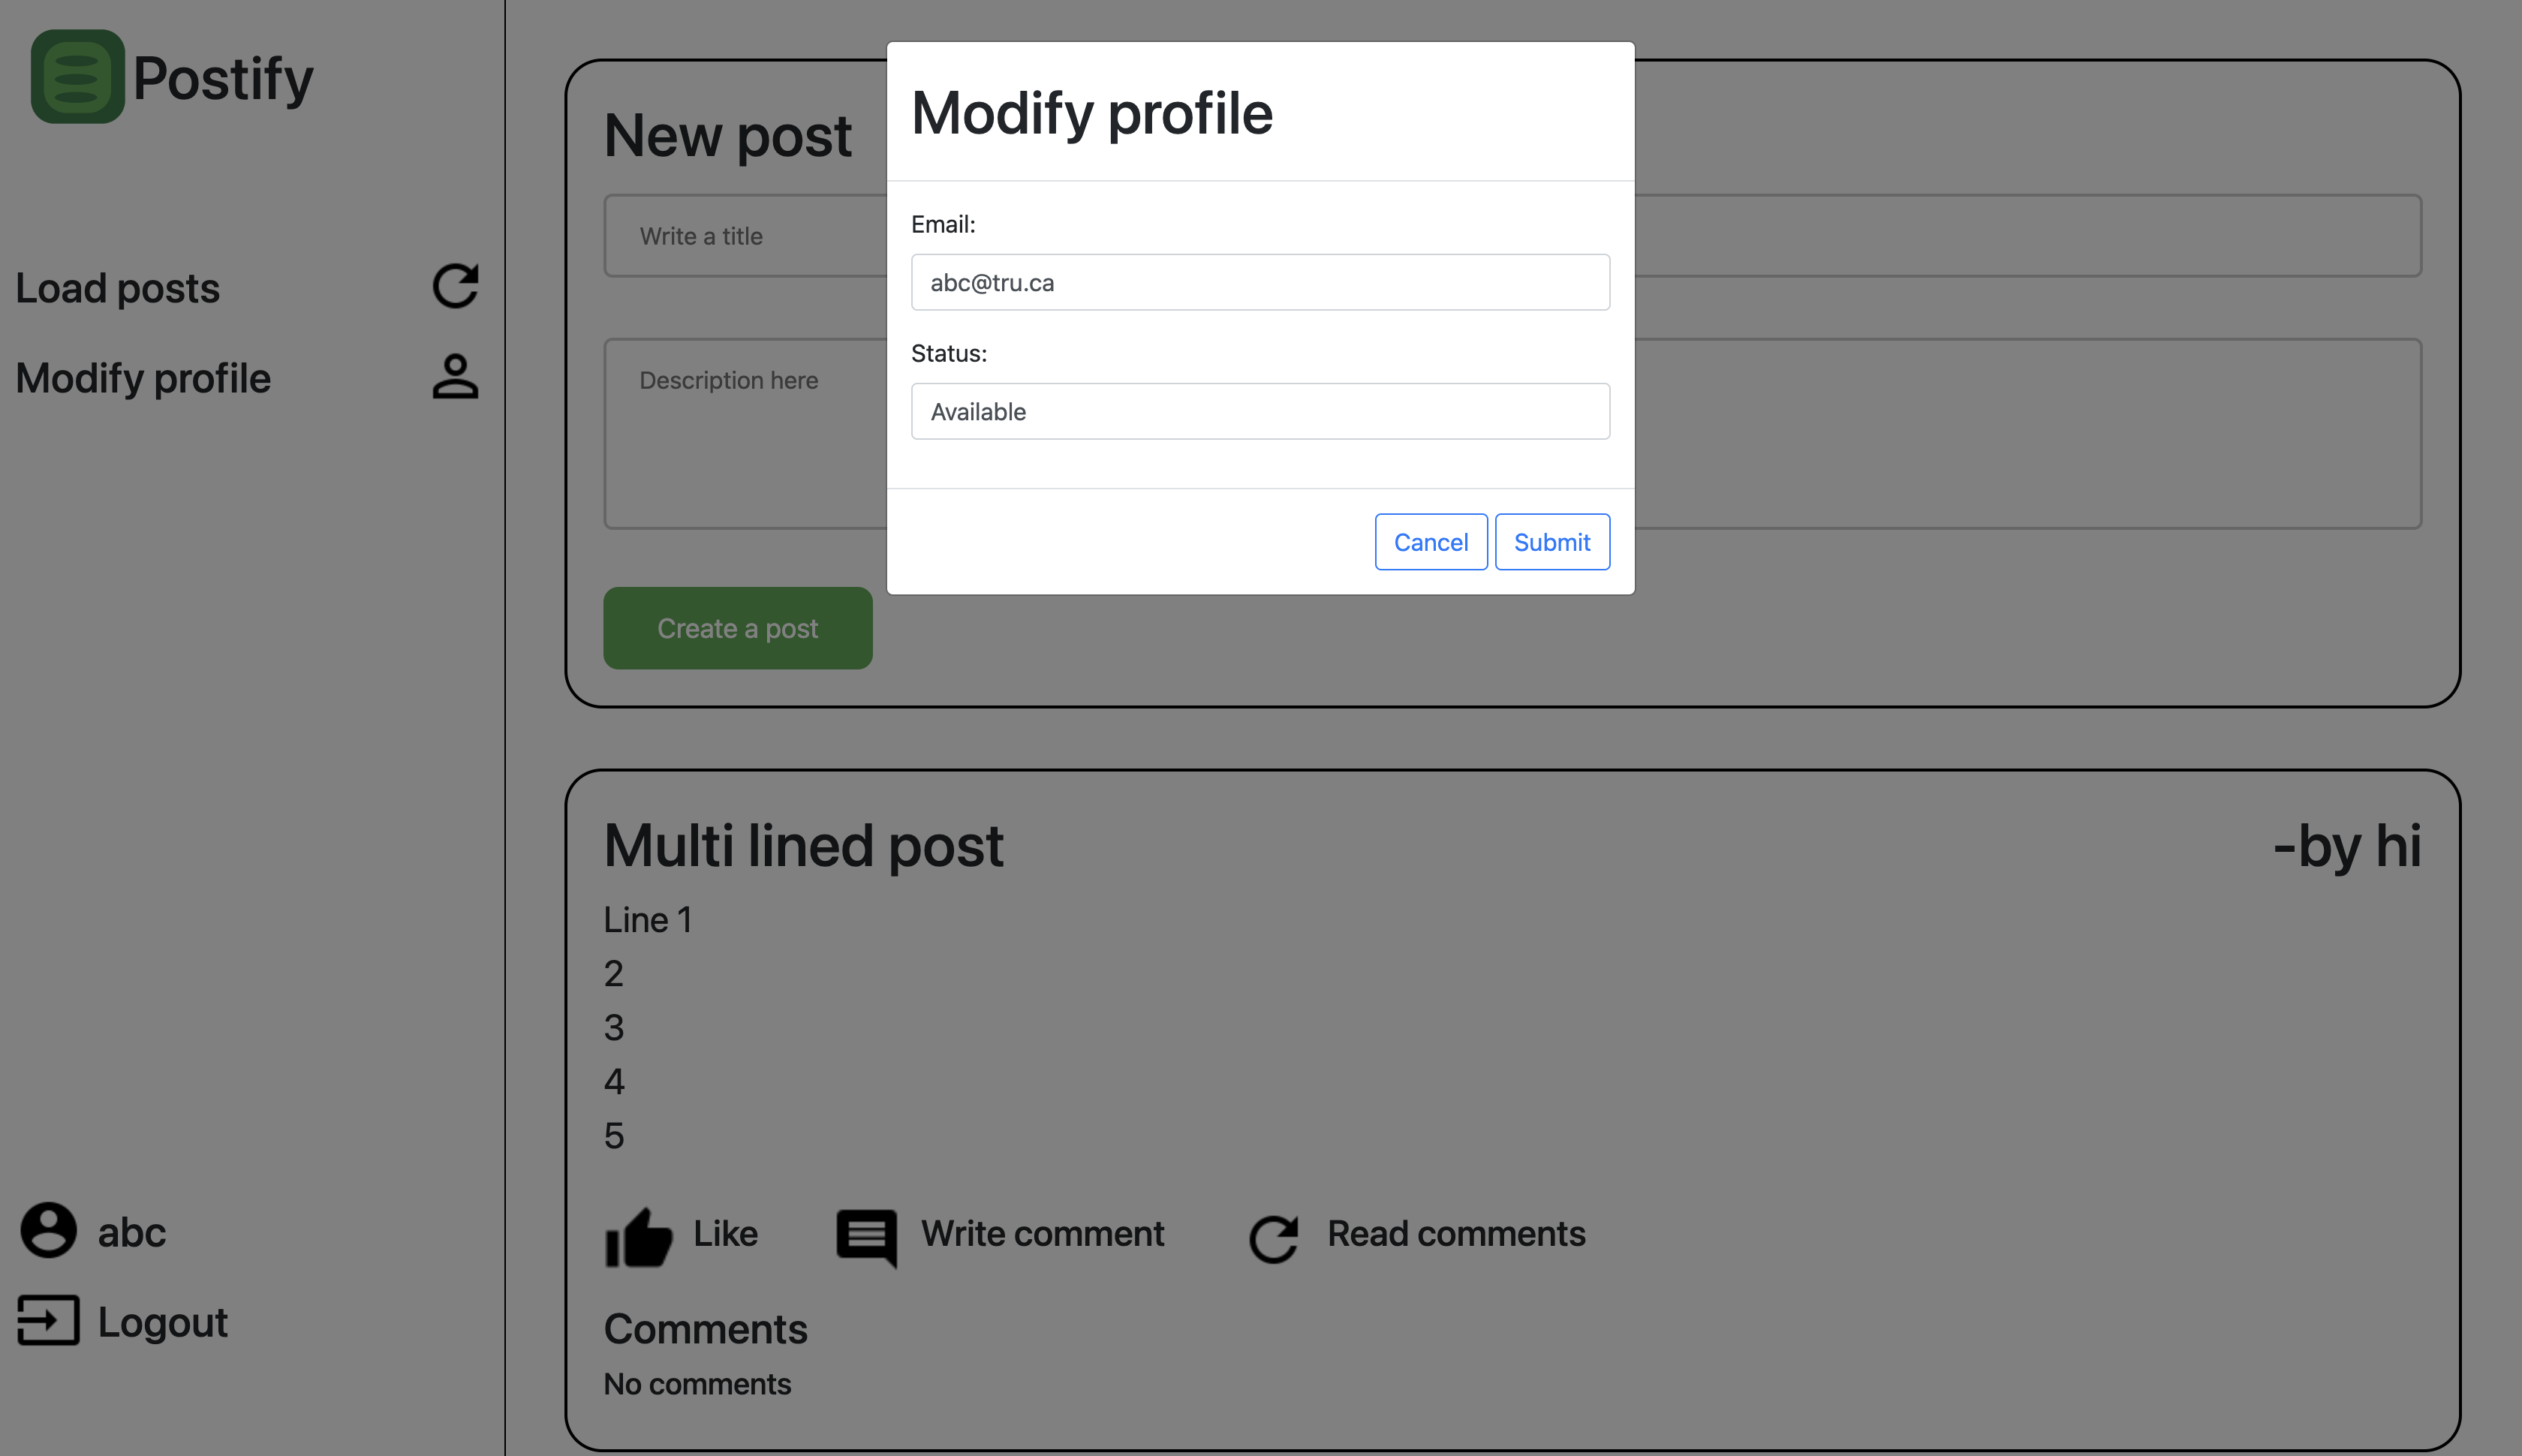 Postify
Load posts
Modify profile
abc
Logout
New post
Write a title
Description here
Create a post
Modify profile
Email:
abc@tru.ca
Status:
Available
Cancel Submit
Multi lined post -by hi
Line 1
2
3
4
5
Like Write comment Read comments
Comments
No comments